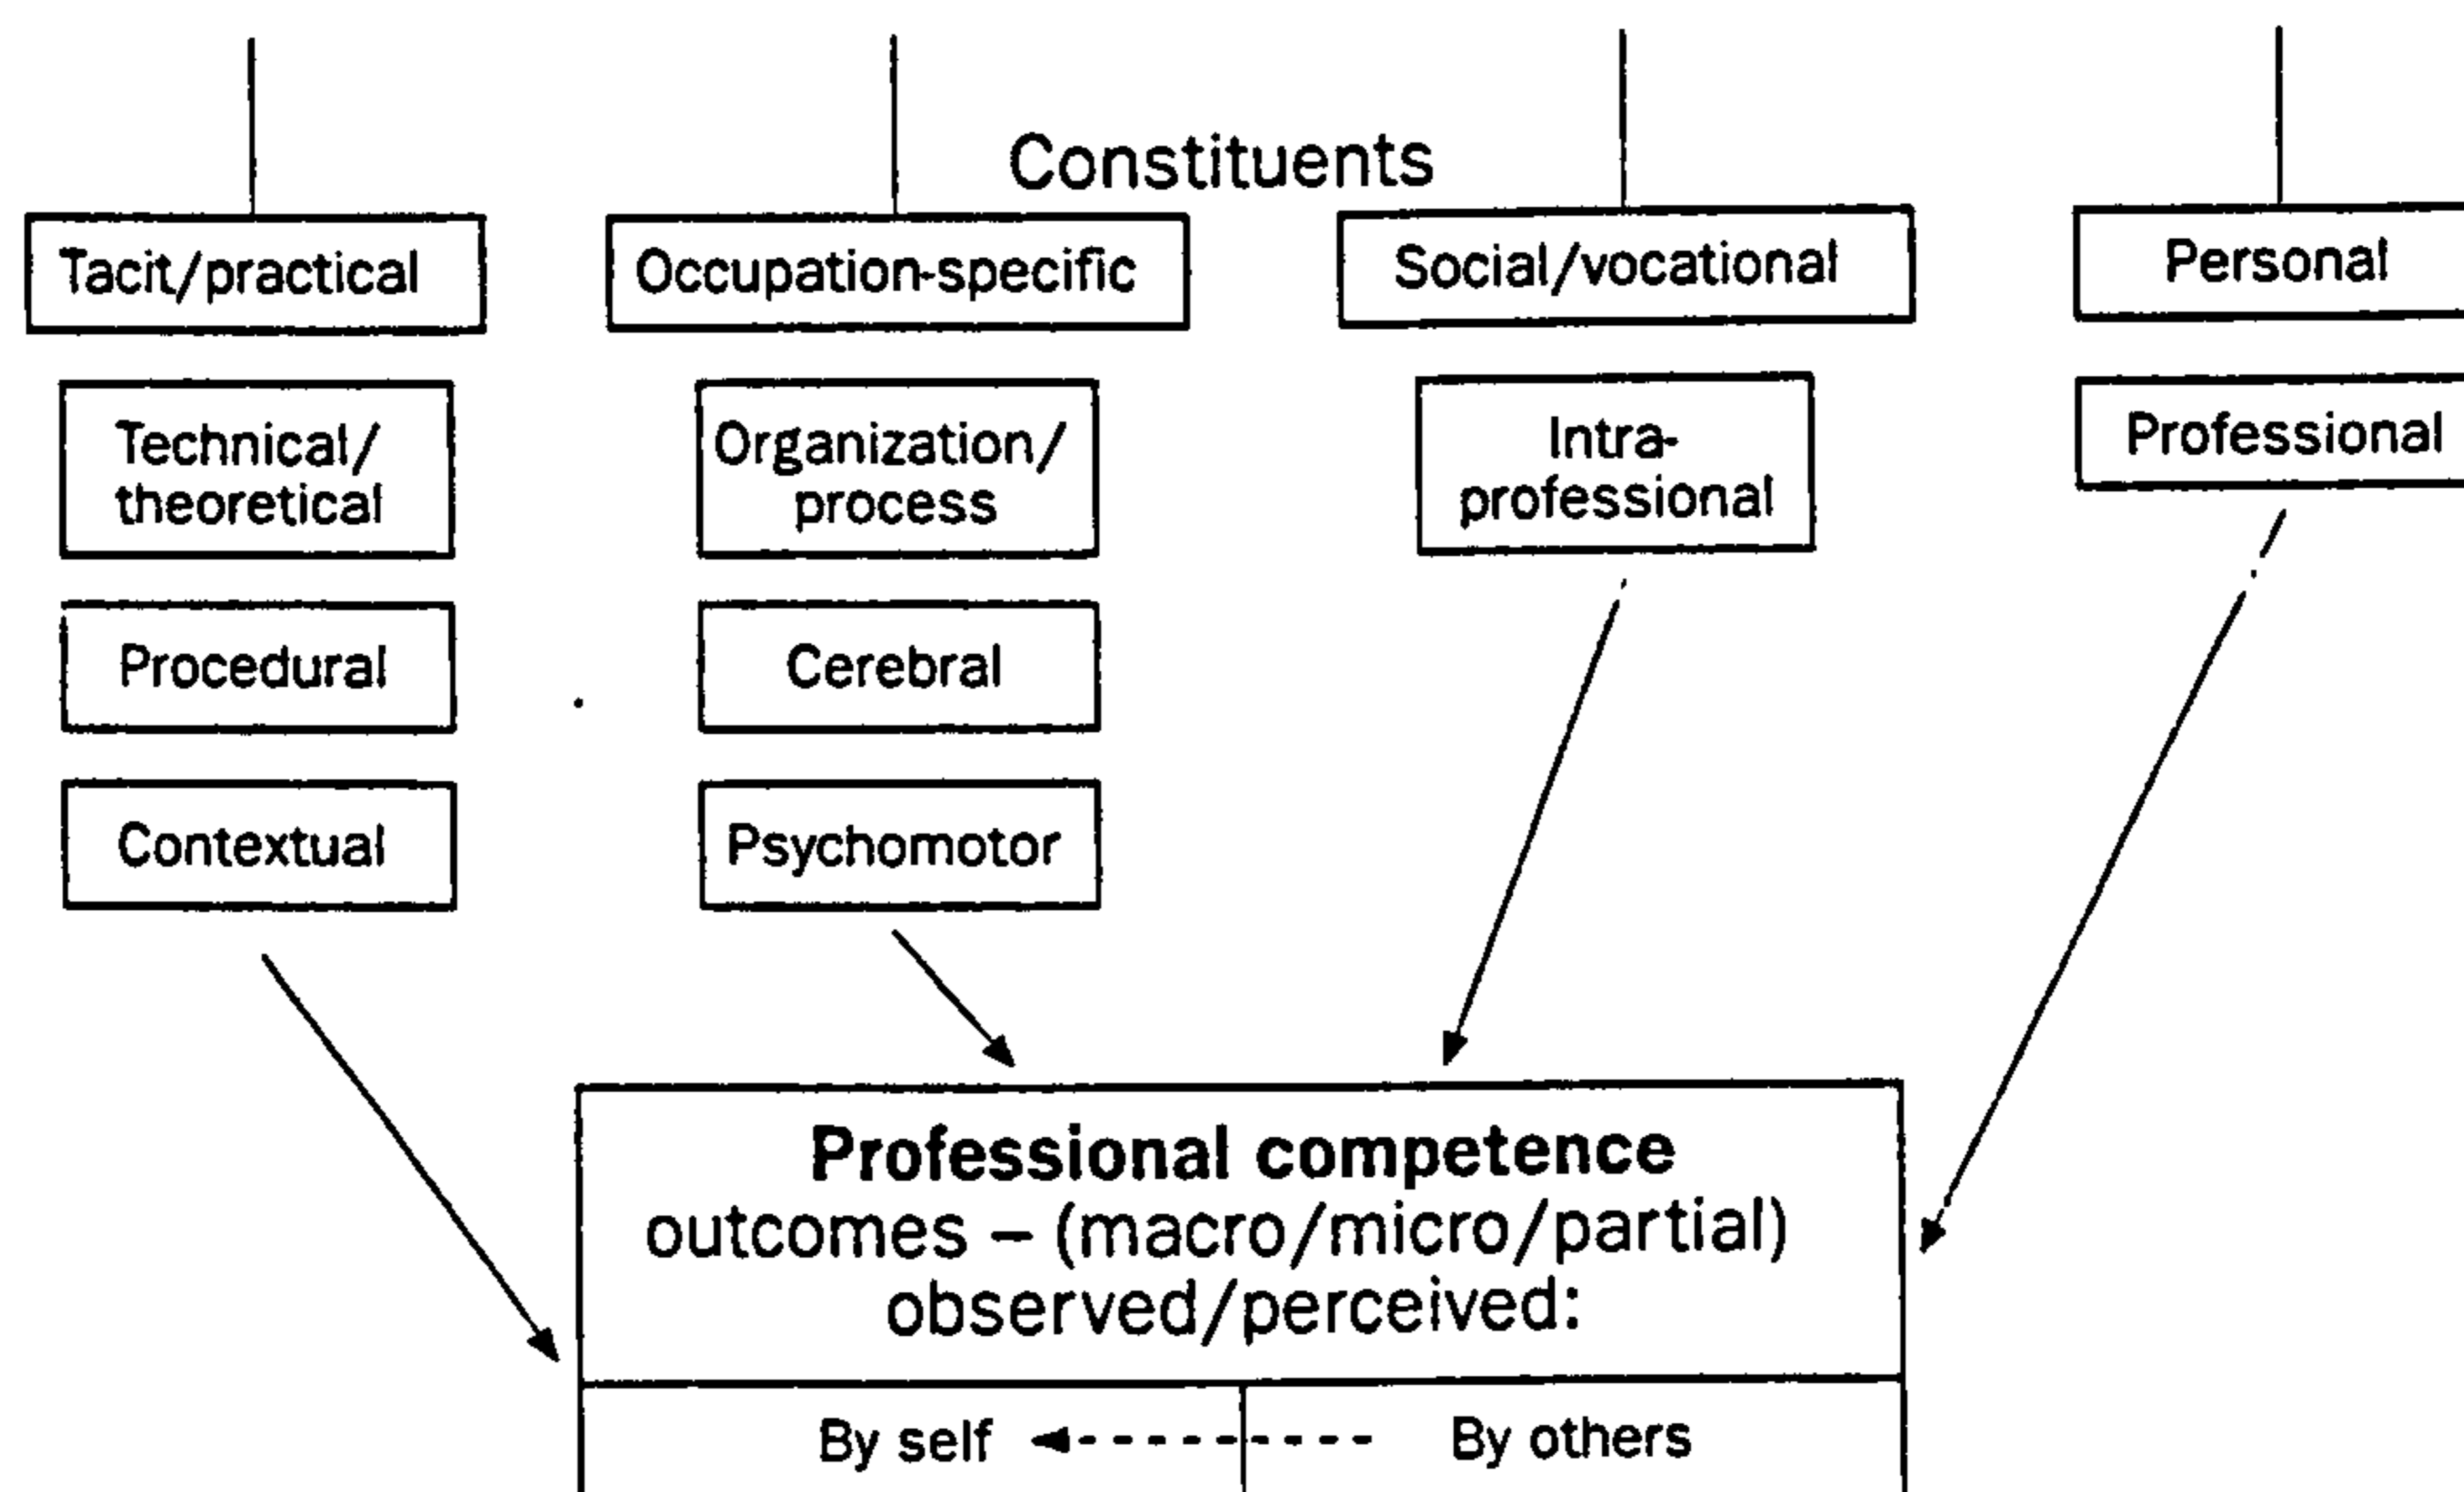 Constituents
Tacit/practical
Occupation-specific
Social/vocational
Personal
Technical/
theoretical
Organization/
process
Intra-
professional
Professional
Procedural
Cerebral
Contextual
Psychomotor
Professional competence
outcomes – (macro/micro/partial)
observed/perceived:
By self
By others